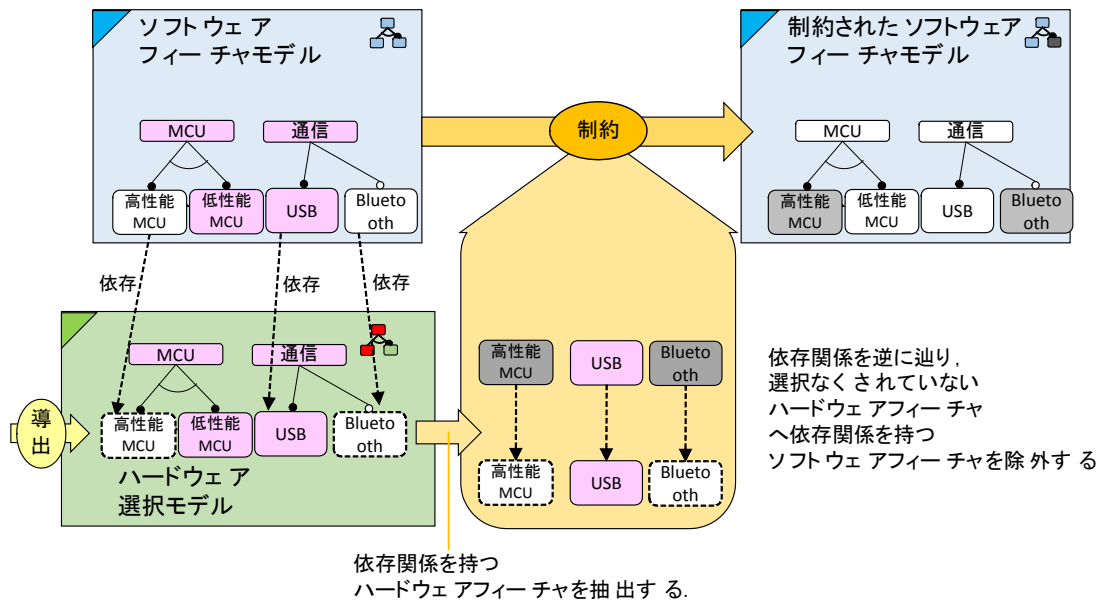 ソフトウェア
フィーチャモデル
MCU
通信
高性能
MCU
低性能
MCU
USB
Blueto
oth
依存
依存
依存
導
出
MCU
通信
高性能
MCU
低性能
MCU
USB
Blueto
oth
ハードウェア
選択モデル
制約
高性能
MCU
USB
Blueto
oth
高性能
MCU
USB
Blueto
oth
依存関係を持つ
ハードウェアフィーチャを抽出する.
制約されたソフトウェア
フィーチャモデル
MCU
通信
高性能
MCU
低性能
MCU
USB
Blueto
oth
依存関係を逆に辿り,
選択なくされていない
ハードウェアフィーチャ
へ依存関係を持つ
ソフトウェアフィーチャを除外する